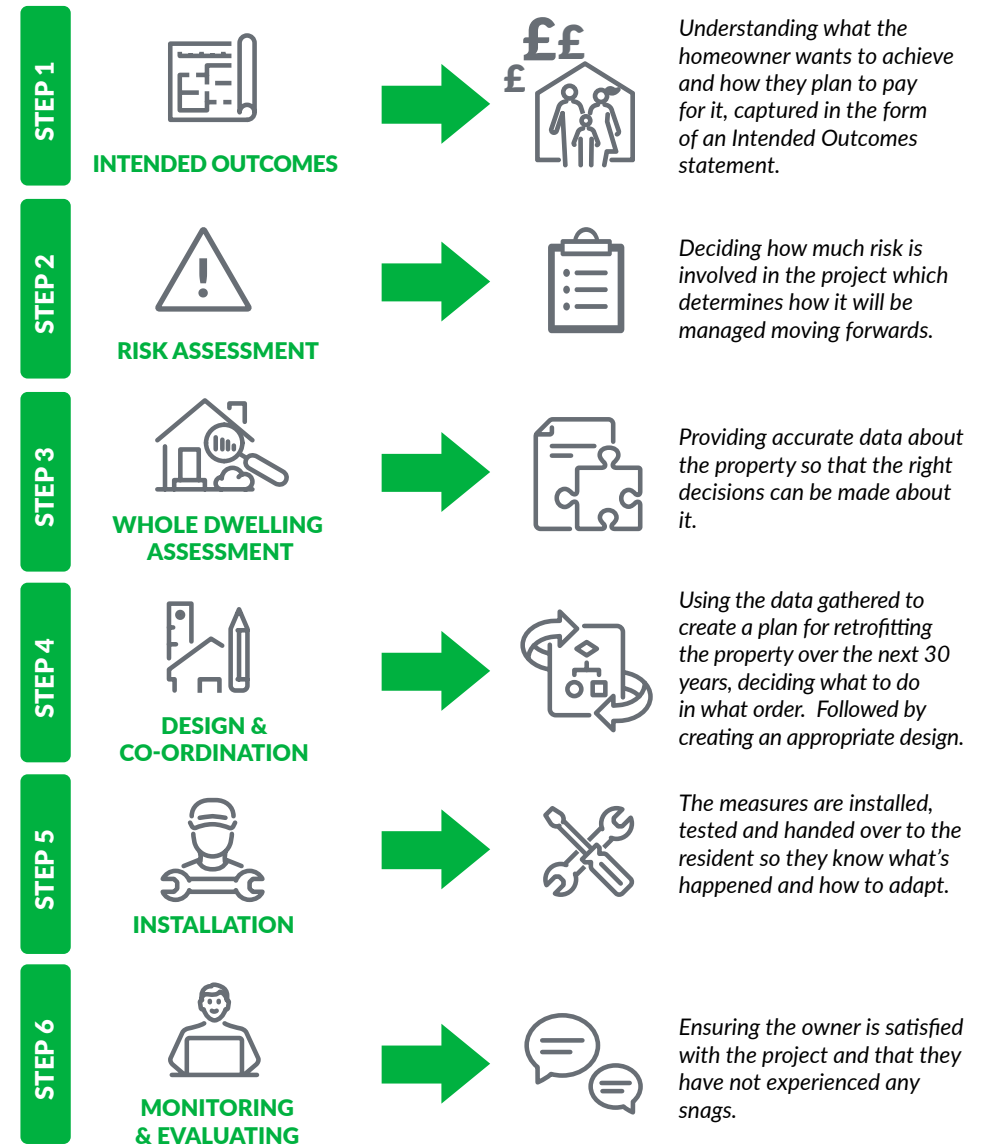 STEP 1
INTENDED OUTCOMES
£££
Understanding what the
homeowner wants to achieve
and how they plan to pay
for it, captured in the form
of an Intended Outcomes
statement.
STEP 2
RISK ASSESSMENT
!
Deciding how much risk is
involved in the project which
determines how it will be
managed moving forwards.
STEP 3
WHOLE DWELLING
ASSESSMENT
Providing accurate data about
the property so that the right
decisions can be made about
it.
STEP 4
DESIGN &
CO-ORDINATION
Using the data gathered to
create a plan for retrofitting
the property over the next 30
years, deciding what to do
in what order.  Followed by
creating an appropriate design.
STEP 5
INSTALLATION
The measures are installed,
tested and handed over to the
resident so they know what’s
happened and how to adapt.
STEP 6
MONITORING
& EVALUATING
Ensuring the owner is satisfied
with the project and that they
have not experienced any
snags.